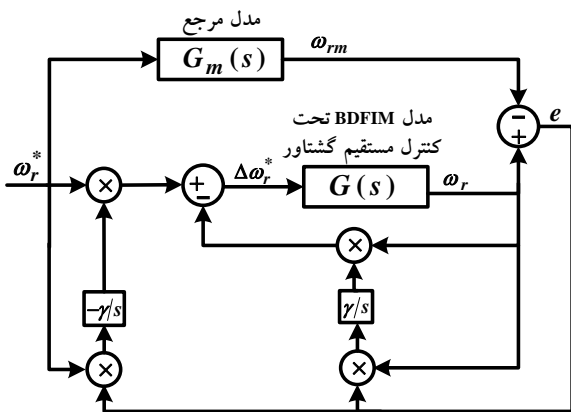 مدل مرجع
G_m(s)
ω_rm
e
مدل BDFIM تحت
کنترل مستقیم گشتاور
ω_r^*
Δω_r^*
G(s)
ω_r
-γ/s
γ/s